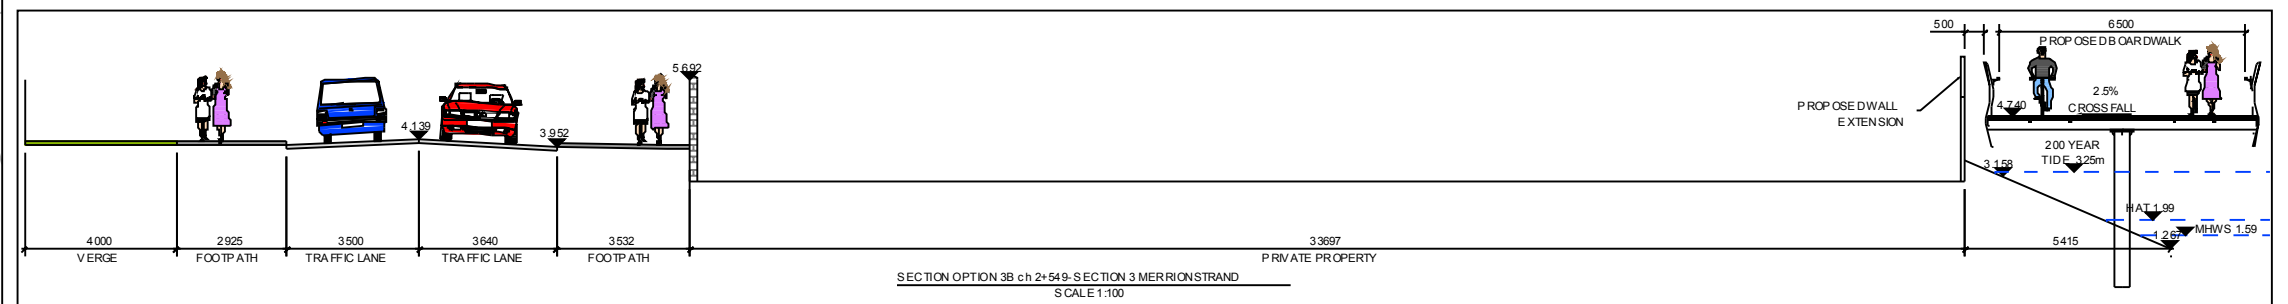 500
6500
PROPOSED BOARDWALK
5.692
PROPOSED WALL
EXTENSION
4.740
2.5%
CROSSFALL
4.139
3.952
200 YEAR
TIDE 3.25m
3.158
HAT 1.99
MHWS 1.59
1.267
4000
2925
3500
3640
3532
33697
5415
VERGE
FOOTPATH
TRAFFIC LANE
TRAFFIC LANE
FOOTPATH
PRIVATE PROPERTY
SECTION OPTION 3B ch 2+549- SECTION 3 MERRION STRAND
SCALE 1:100